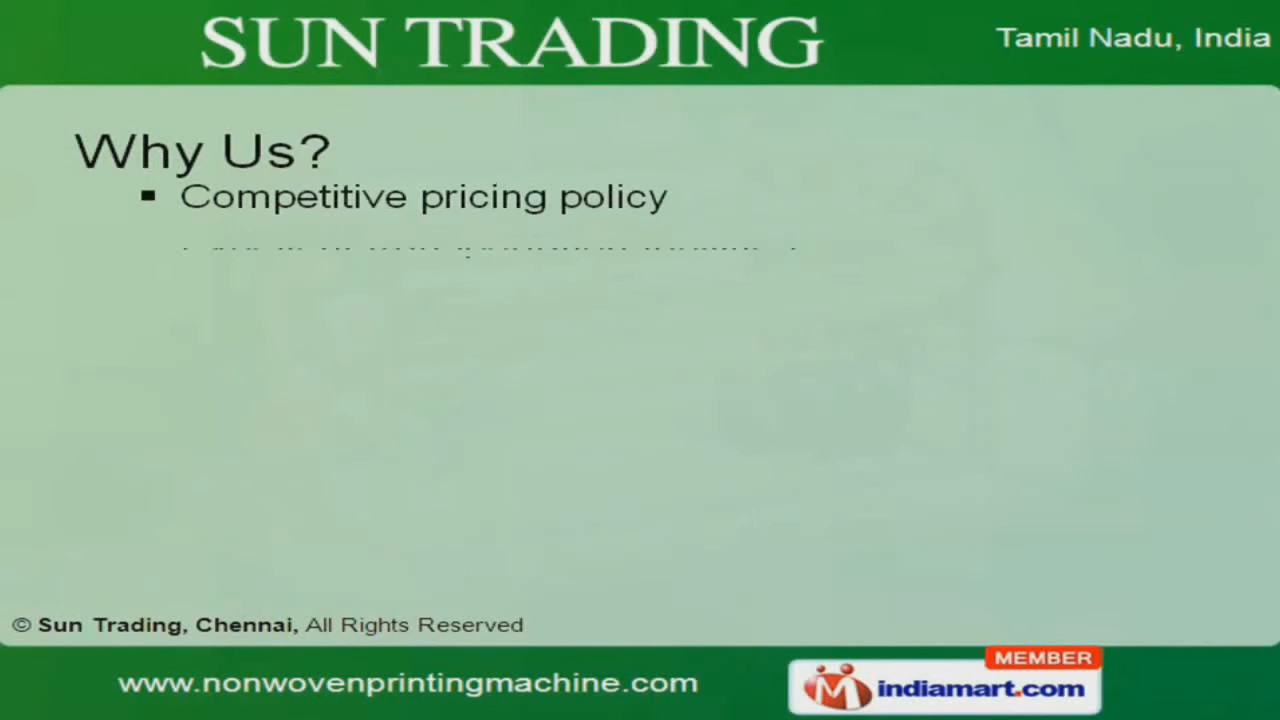 SUN TRADING
Tamil Nadu, India
Why Us?
▪ Competitive pricing policy
© Sun Trading, Chennai, All Rights Reserved
www.nonwovenprintingmachine.com
MEMBER
indiamart.com